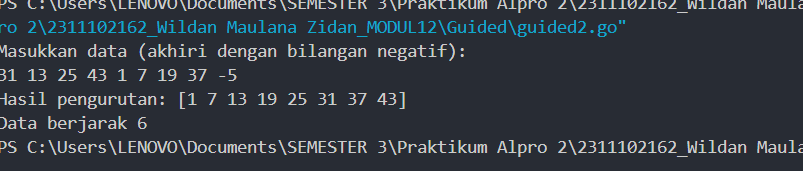 PS C:\Users\LENOVO\Documents\SEMESTER 3\Praktikum Alpro 2\2311102162_Wildan Maula
ro 2\2311102162_Wildan Maulana Zidan_MODUL12\Guided\guided2.go"
Masukkan data (akhiri dengan bilangan negatif):
31 13 25 43 1 7 19 37 -5
Hasil pengurutan: [1 7 13 19 25 31 37 43]
Data berjarak 6
PS C:\Users\LENOVO\Documents\SEMESTER 3\Praktikum Alpro 2\2311102162_Wildan Maula